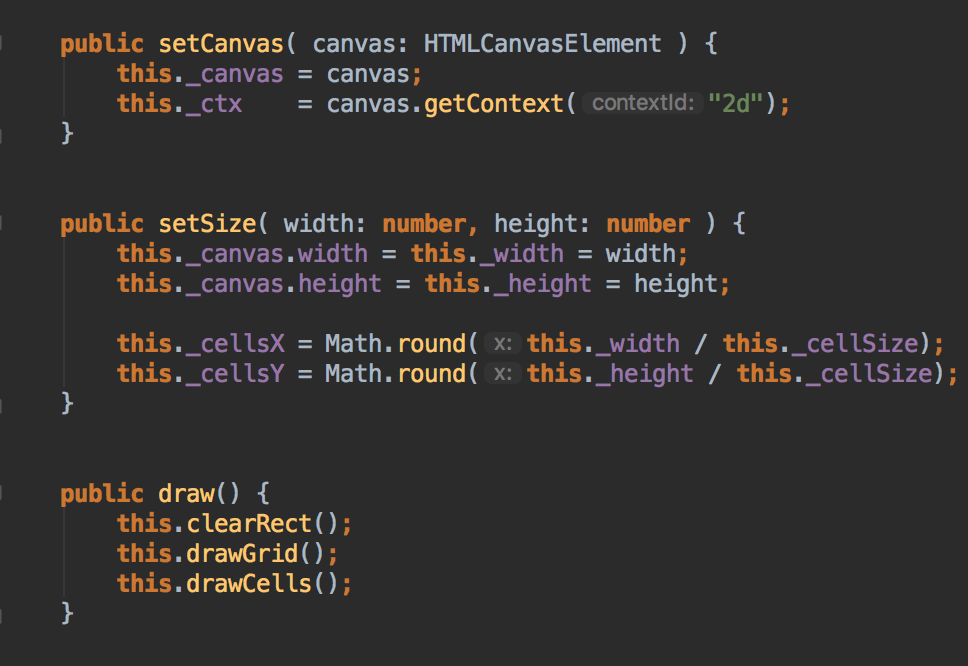 public setCanvas( canvas: HTMLCanvasElement ) {
this._canvas = canvas;
this._ctx    = canvas.getContext( contextId: "2d");
}
public setSize( width: number, height: number ) {
this._canvas.width = this._width = width;
this._canvas.height = this._height = height;
this._cellsX = Math.round( x: this._width / this._cellSize);
this._cellsY = Math.round( x: this._height / this._cellSize);
}
public draw() {
this.clearRect();
this.drawGrid();
this.drawCells();
}